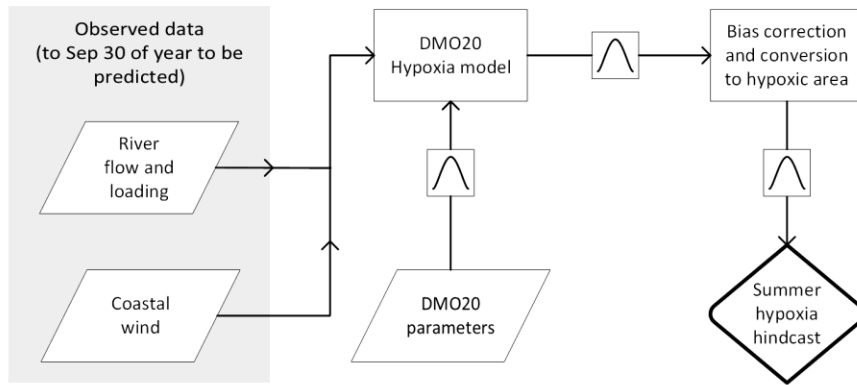 Observed data
(to Sep 30 of year to be
predicted)
River
flow and
loading
Coastal
wind
DMO20
Hypoxia model
DMO20
parameters
Bias correction
and conversion
to hypoxic area
Summer
hypoxia
hindcast